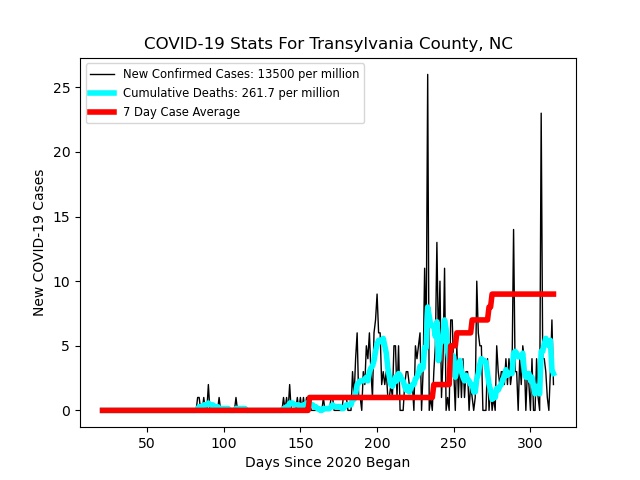 COVID-19 Stats For Transylvania County, NC
New Confirmed Cases: 13500 per million
Cumulative Deaths: 261.7 per million
7 Day Case Average
New COVID-19 Cases
25
20
15
10
5
0
50 100 150 200 250 300
Days Since 2020 Began